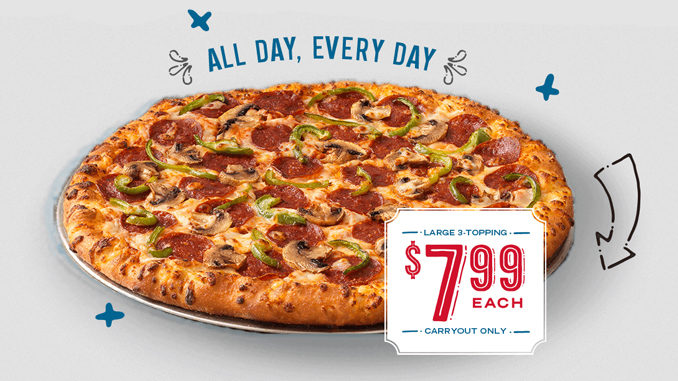 ALL DAY, EVERY DAY
LARGE 3-TOPPING
$7.99
EACH
CARRYOUT ONLY